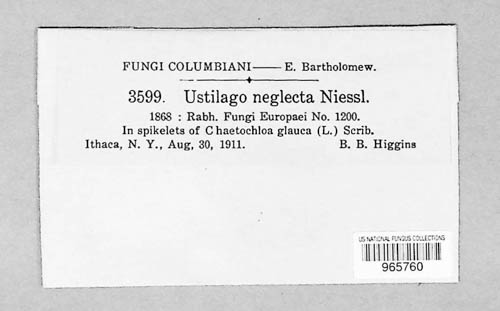 FUNGI COLUMBIANI—— E. Bartholomew.
3599. Ustilago neglecta Niessl.
1868 : Rabh. Fungi Europaei No. 1200.
In spikelets of Chaetochloa glauca (L.) Scrib.
Ithaca, N. Y., Aug, 30, 1911. B. B. Higgins
US NATIONAL FUNGUS COLLECTIONS
965760